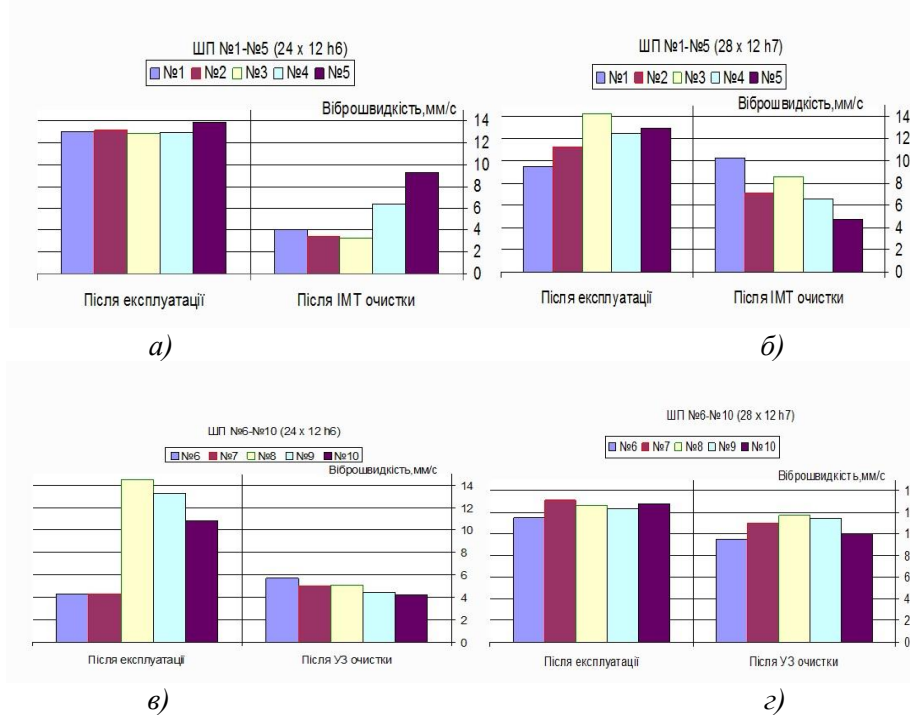 ШП №1-№5 (24 x 12 h6)
№1 №2 №3 №4 №5
Віброшвидкість,мм/с
14
12
10
8
6
4
2
0
Після експлуатації Після ІМТ очистки
а)
ШП №1-№5 (28 x 12 h7)
№1 №2 №3 №4 №5
Віброшвидкість,мм/с
14
12
10
8
6
4
2
0
Після експлуатації Після ІМТ очистки
б)
ШП №6-№10 (24 x 12 h6)
№6 №7 №8 №9 №10
Віброшвидкість,мм/с
14
12
10
8
6
4
2
0
Після експлуатації Після УЗ очистки
в)
ШП №6-№10 (28 x 12 h7)
№6 №7 №8 №9 №10
Віброшвидкість,мм/с
1
1
1
8
6
4
2
0
Після експлуатації Після УЗ очистки
г)